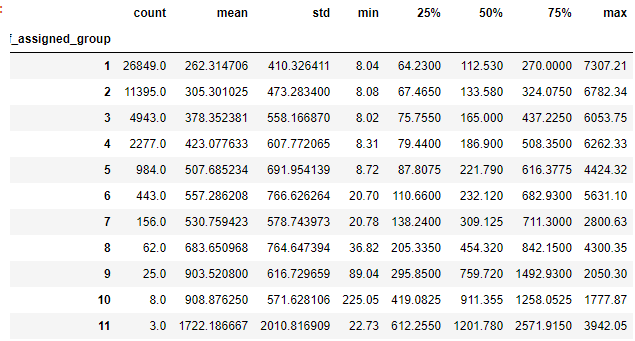 count mean std min 25% 50% 75% max
f_assigned_group
1 26849.0 262.314706 410.326411 8.04 64.2300 112.530 270.0000 7307.21
2 11395.0 305.301025 473.283400 8.08 67.4650 133.580 324.0750 6782.34
3 4943.0 378.352381 558.166870 8.02 75.7550 165.000 437.2250 6053.75
4 2277.0 423.077633 607.772065 8.31 79.4400 186.900 508.3500 6262.33
5 984.0 507.685234 691.954139 8.72 87.8075 221.790 616.3775 4424.32
6 443.0 557.286208 766.626264 20.70 110.6600 232.120 682.9300 5631.10
7 156.0 530.759423 578.743973 20.78 138.2400 309.125 711.3000 2800.63
8 62.0 683.650968 764.647394 36.82 205.3350 454.320 842.1500 4300.35
9 25.0 903.520800 616.729659 89.04 295.8500 759.720 1492.9300 2050.30
10 8.0 908.876250 571.628106 225.05 419.0825 911.355 1258.0525 1777.87
11 3.0 1722.186667 2010.816909 22.73 612.2550 1201.780 2571.9150 3942.05